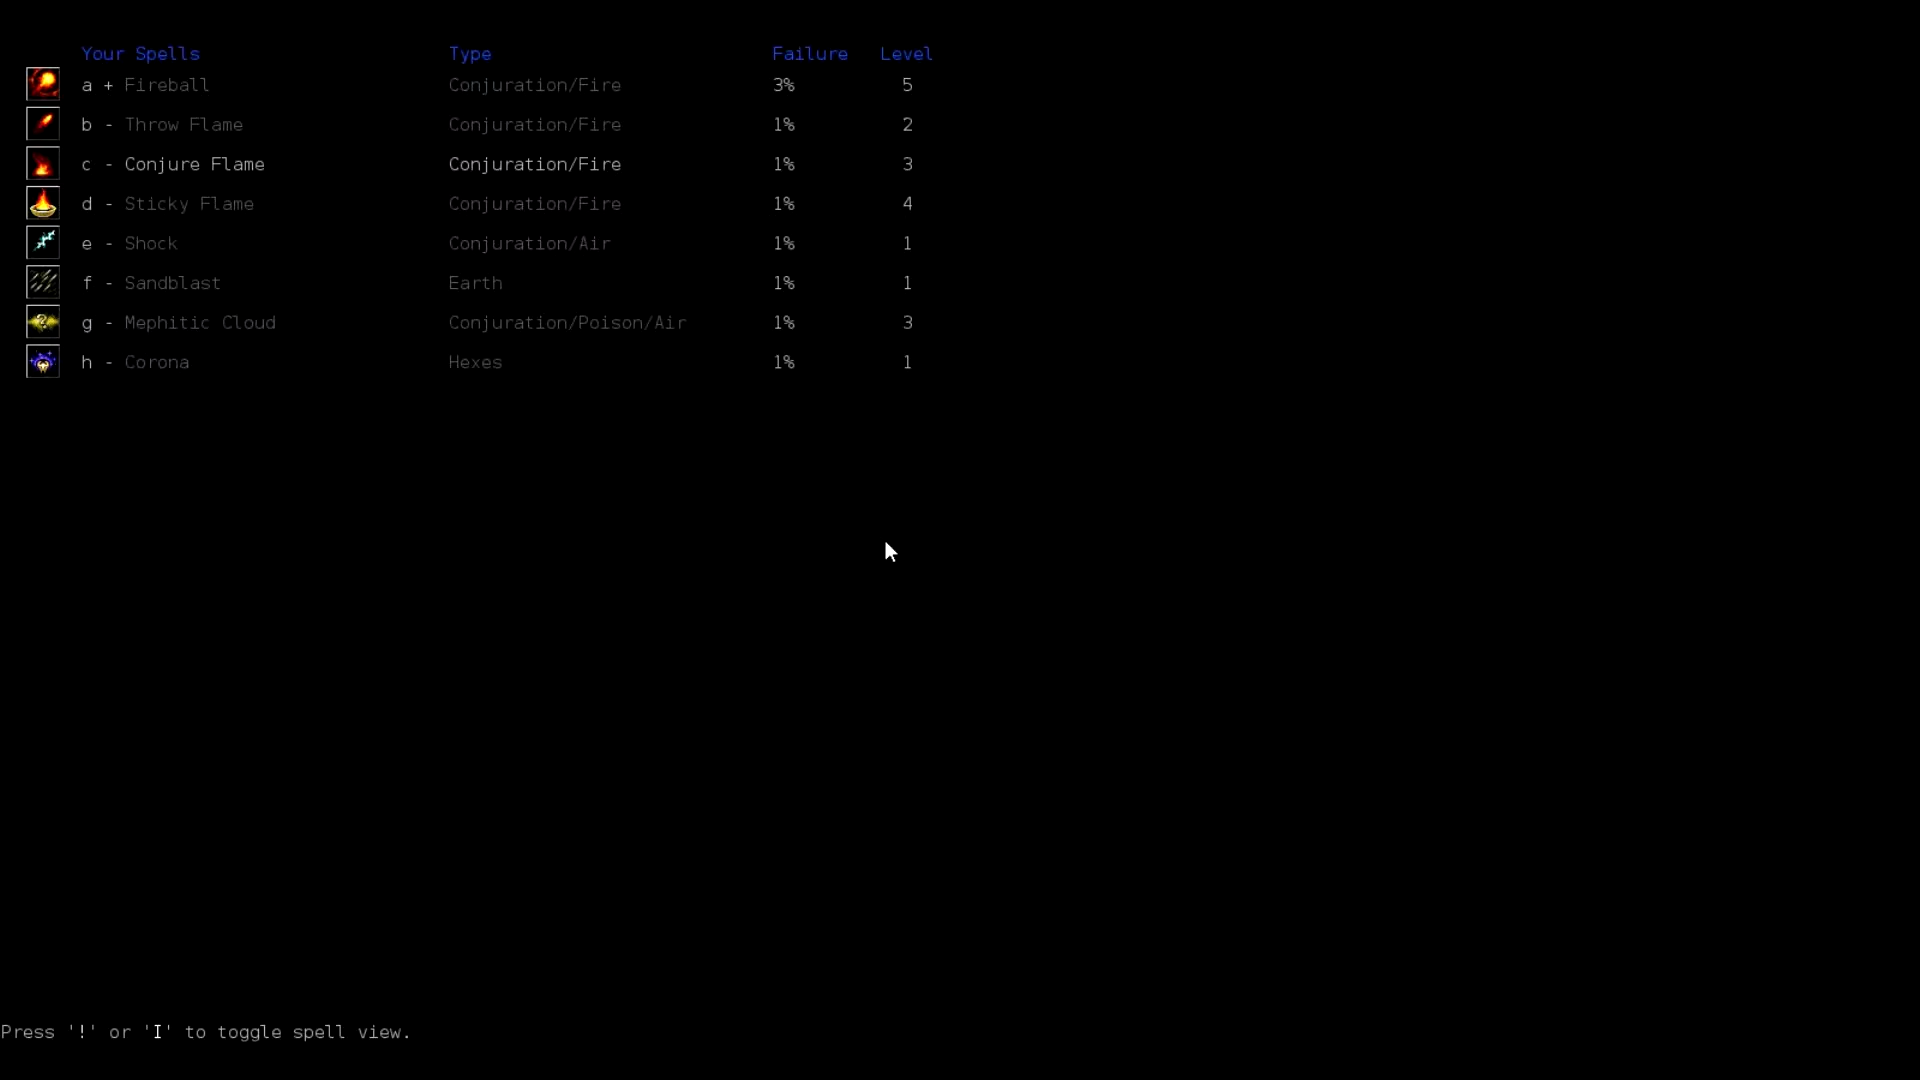 Your Spells Type Failure Level
a + Fireball Conjuration/Fire 3% 5
b - Throw Flame Conjuration/Fire 1% 2
c - Conjure Flame Conjuration/Fire 1% 3
d - Sticky Flame Conjuration/Fire 1% 4
e - Shock Conjuration/Air 1% 1
f - Sandblast Earth 1% 1
g - Mephitic Cloud Conjuration/Poison/Air 1% 3
h - Corona Hexes 1% 1
Press '!' or 'I' to toggle spell view.